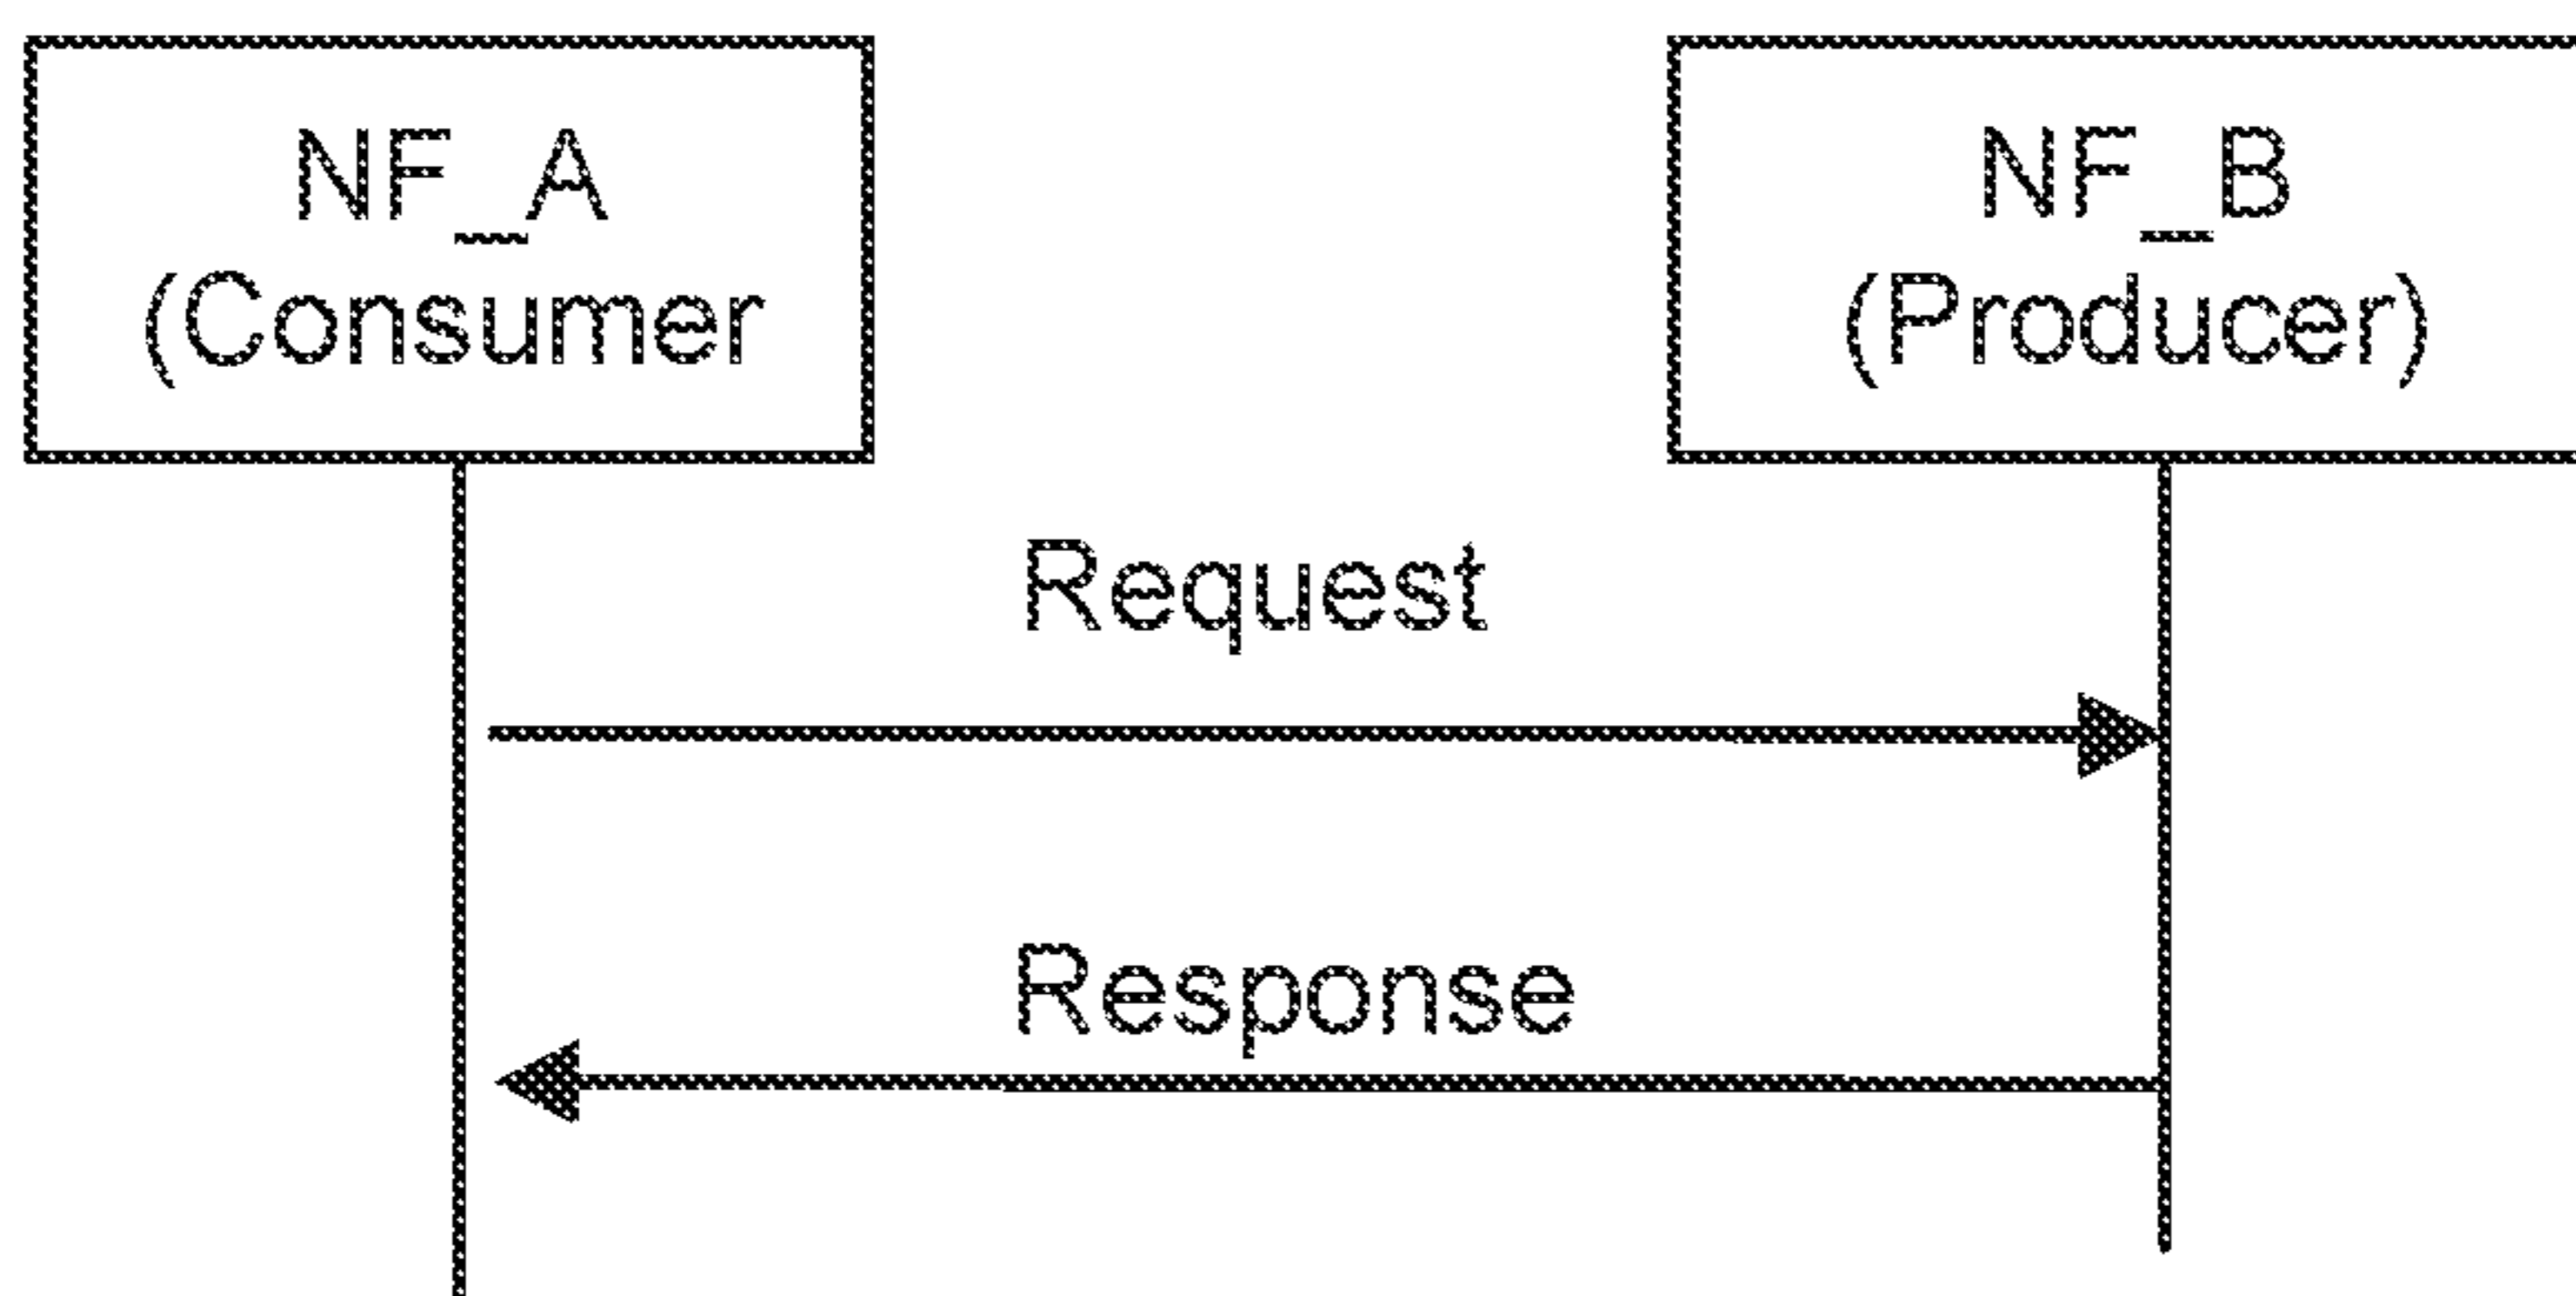 NF_A
(Consumer
NF_B
(Producer)
Request
Response